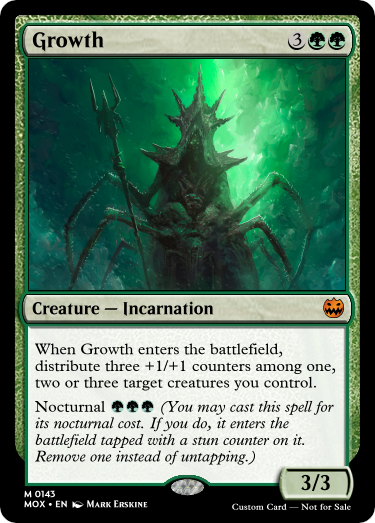 Growth 3
Creature — Incarnation
When Growth enters the battlefield,
distribute three +1/+1 counters among one,
two or three target creatures you control.
Nocturnal (You may cast this spell for
its nocturnal cost. If you do, it enters the
battlefield tapped with a stun counter on it.
Remove one instead of untapping.)
3/3
M 0143
MOX • EN Mark Erskine
Custom Card — Not for Sale